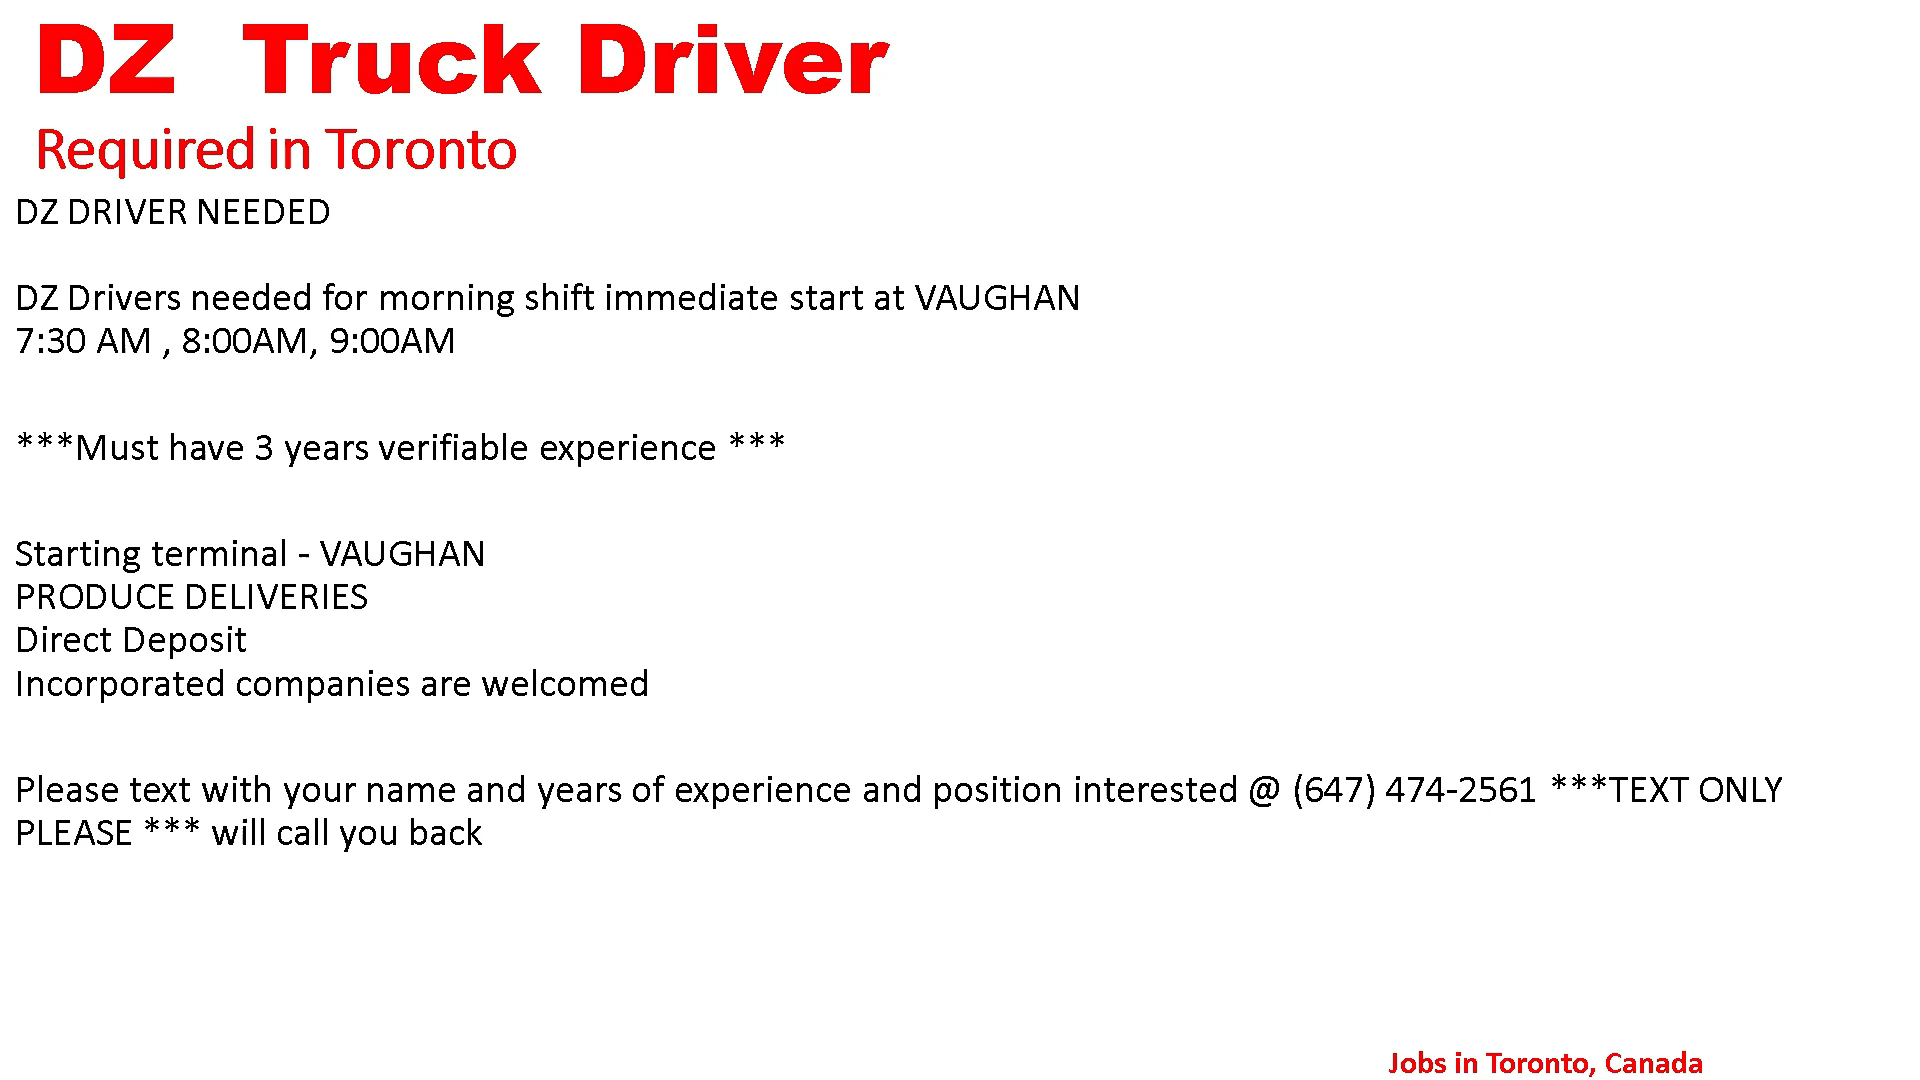 DZ Truck Driver
Required in Toronto
DZ DRIVER NEEDED
DZ Drivers needed for morning shift immediate start at VAUGHAN
7:30 AM , 8:00AM, 9:00AM
***Must have 3 years verifiable experience ***
Starting terminal - VAUGHAN
PRODUCE DELIVERIES
Direct Deposit
Incorporated companies are welcomed
Please text with your name and years of experience and position interested @ (647) 474-2561 ***TEXT ONLY
PLEASE *** will call you back
Jobs in Toronto, Canada